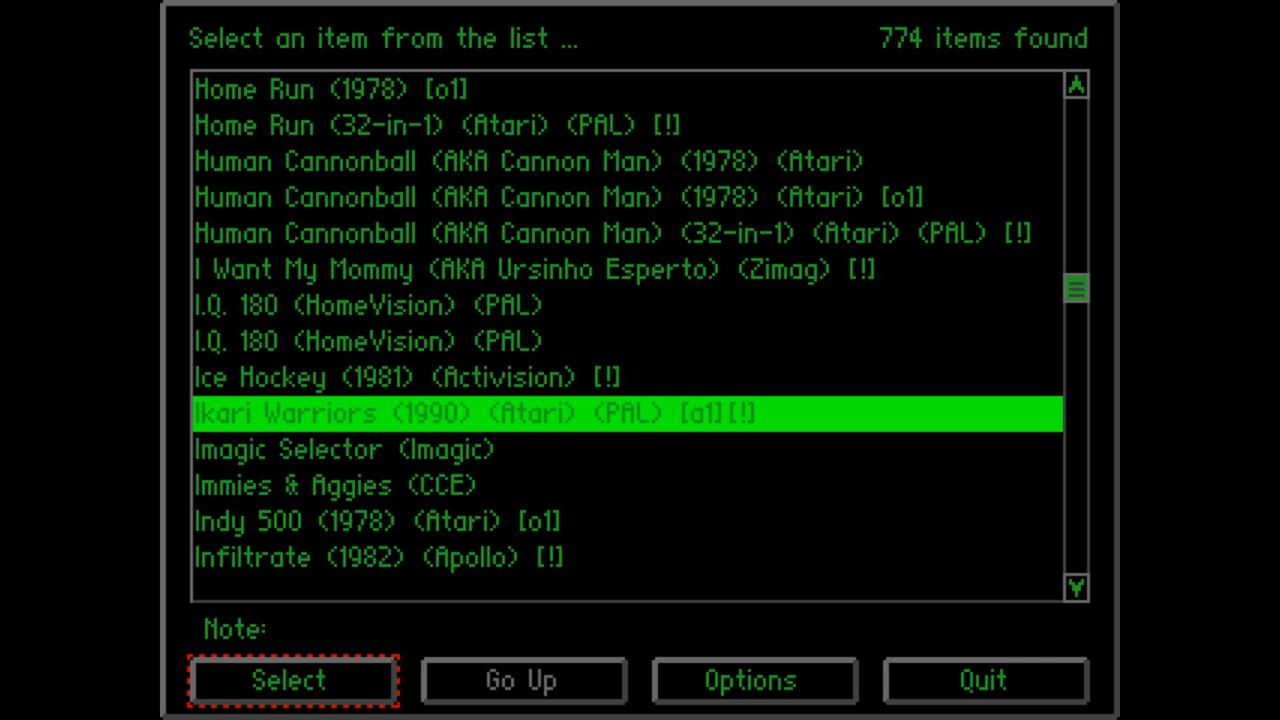 Select an item from the list ... 774 items found
Home Run (1978) [o1]
Home Run (32-in-1) (Atari) (PAL) [!]
Human Cannonball (AKA Cannon Man) (1978) (Atari)
Human Cannonball (AKA Cannon Man) (1978) (Atari) [o1]
Human Cannonball (AKA Cannon Man) (32-in-1) (Atari) (PAL) [!]
I Want My Mommy (AKA Ursinho Esperto) (Zimag) [!]
I.Q. 180 (HomeVision) (PAL)
I.Q. 180 (HomeVision) (PAL)
Ice Hockey (1981) (Activision) [!]
Ikari Warriors (1990) (Atari) (PAL) [a1][!]
Imagic Selector (Imagic)
Immies & Aggies (CCE)
Indy 500 (1978) (Atari) [o1]
Infiltrate (1982) (Apollo) [!]
Note:
Select Go Up Options Quit